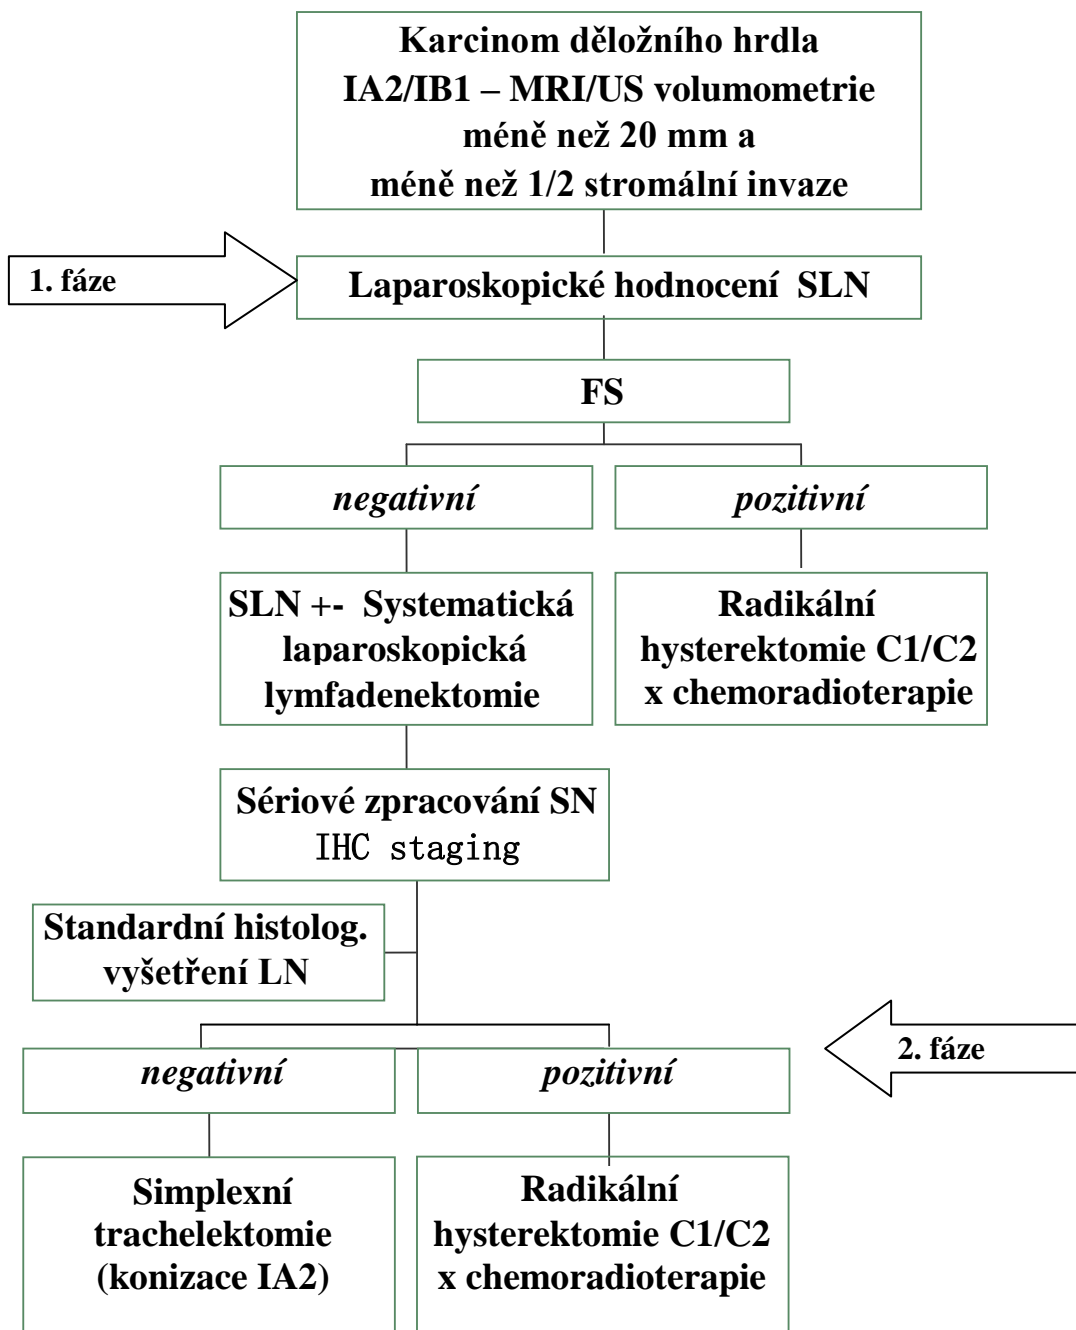 Karcinom děložního hrdla
IA2/IB1 – MRI/US volumometrie
méně než 20 mm a
méně než 1/2 stromální invaze
1. fáze
Laparoskopické hodnocení SLN
FS
negativní
pozitivní
SLN +- Systematická
laparoskopická
lymfadenektomie
Radikální
hysterektomie C1/C2
x chemoradioterapie
Sériové zpracování SN
IHC staging
Standardní histolog.
vyšetření LN
2. fáze
negativní
pozitivní
Simplexní
trachelektomie
(konizace IA2)
Radikální
hysterektomie C1/C2
x chemoradioterapie